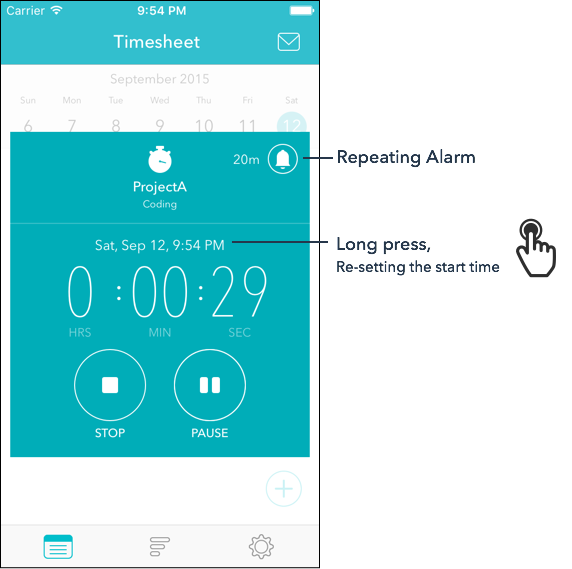 Carrier 9:54 PM
Timesheet
September 2015
Sun Mon Tue Wed Thu Fri Sat
6 7 8 9 10 11 12
20m
Repeating Alarm
ProjectA
Coding
Sat, Sep 12, 9:54 PM
Long press,
Re-setting the start time
0:00:29
HRS MIN SEC
STOP PAUSE